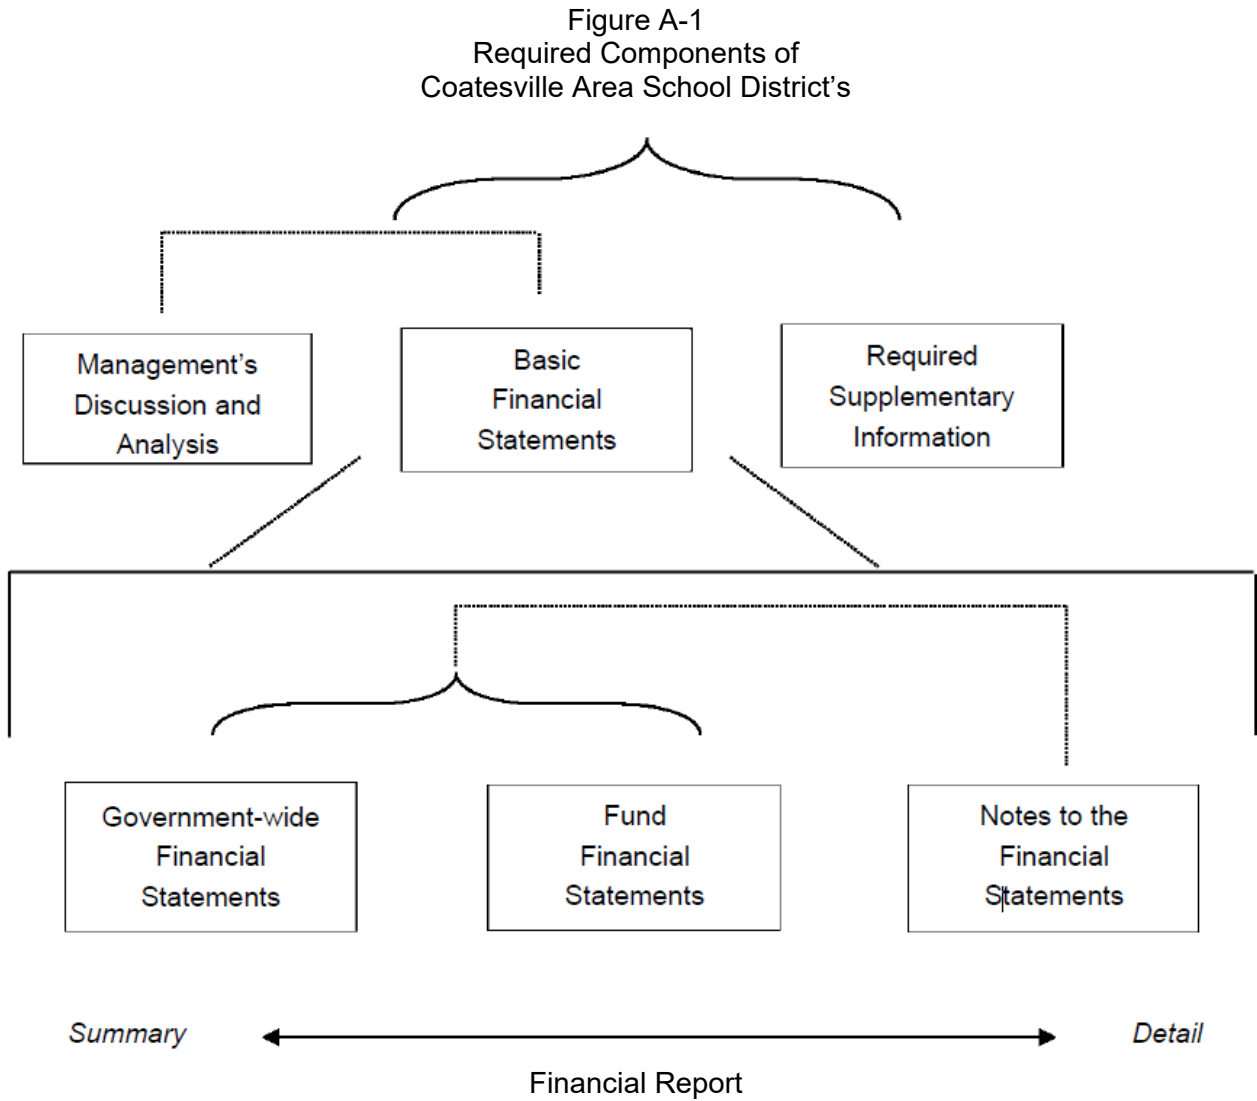 Figure A-1
Required Components of
Coatesville Area School District's
Management's
Discussion and
Analysis
Basic
Financial
Statements
Required
Supplementary
Information
Government-wide
Financial
Statements
Fund
Financial
Statements
Notes to the
Financial
Statements
Summary
Detail
Financial Report